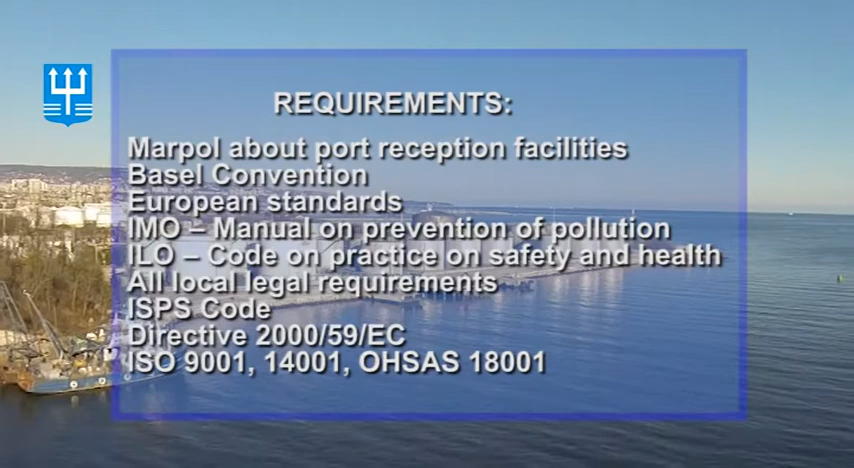 REQUIREMENTS:
Marpol about port reception facilities
Basel Convention
European standards
IMO – Manual on prevention of pollution
ILO – Code on practice on safety and health
All local legal requirements
ISPS Code
Directive 2000/59/EC
ISO 9001, 14001, OHSAS 18001